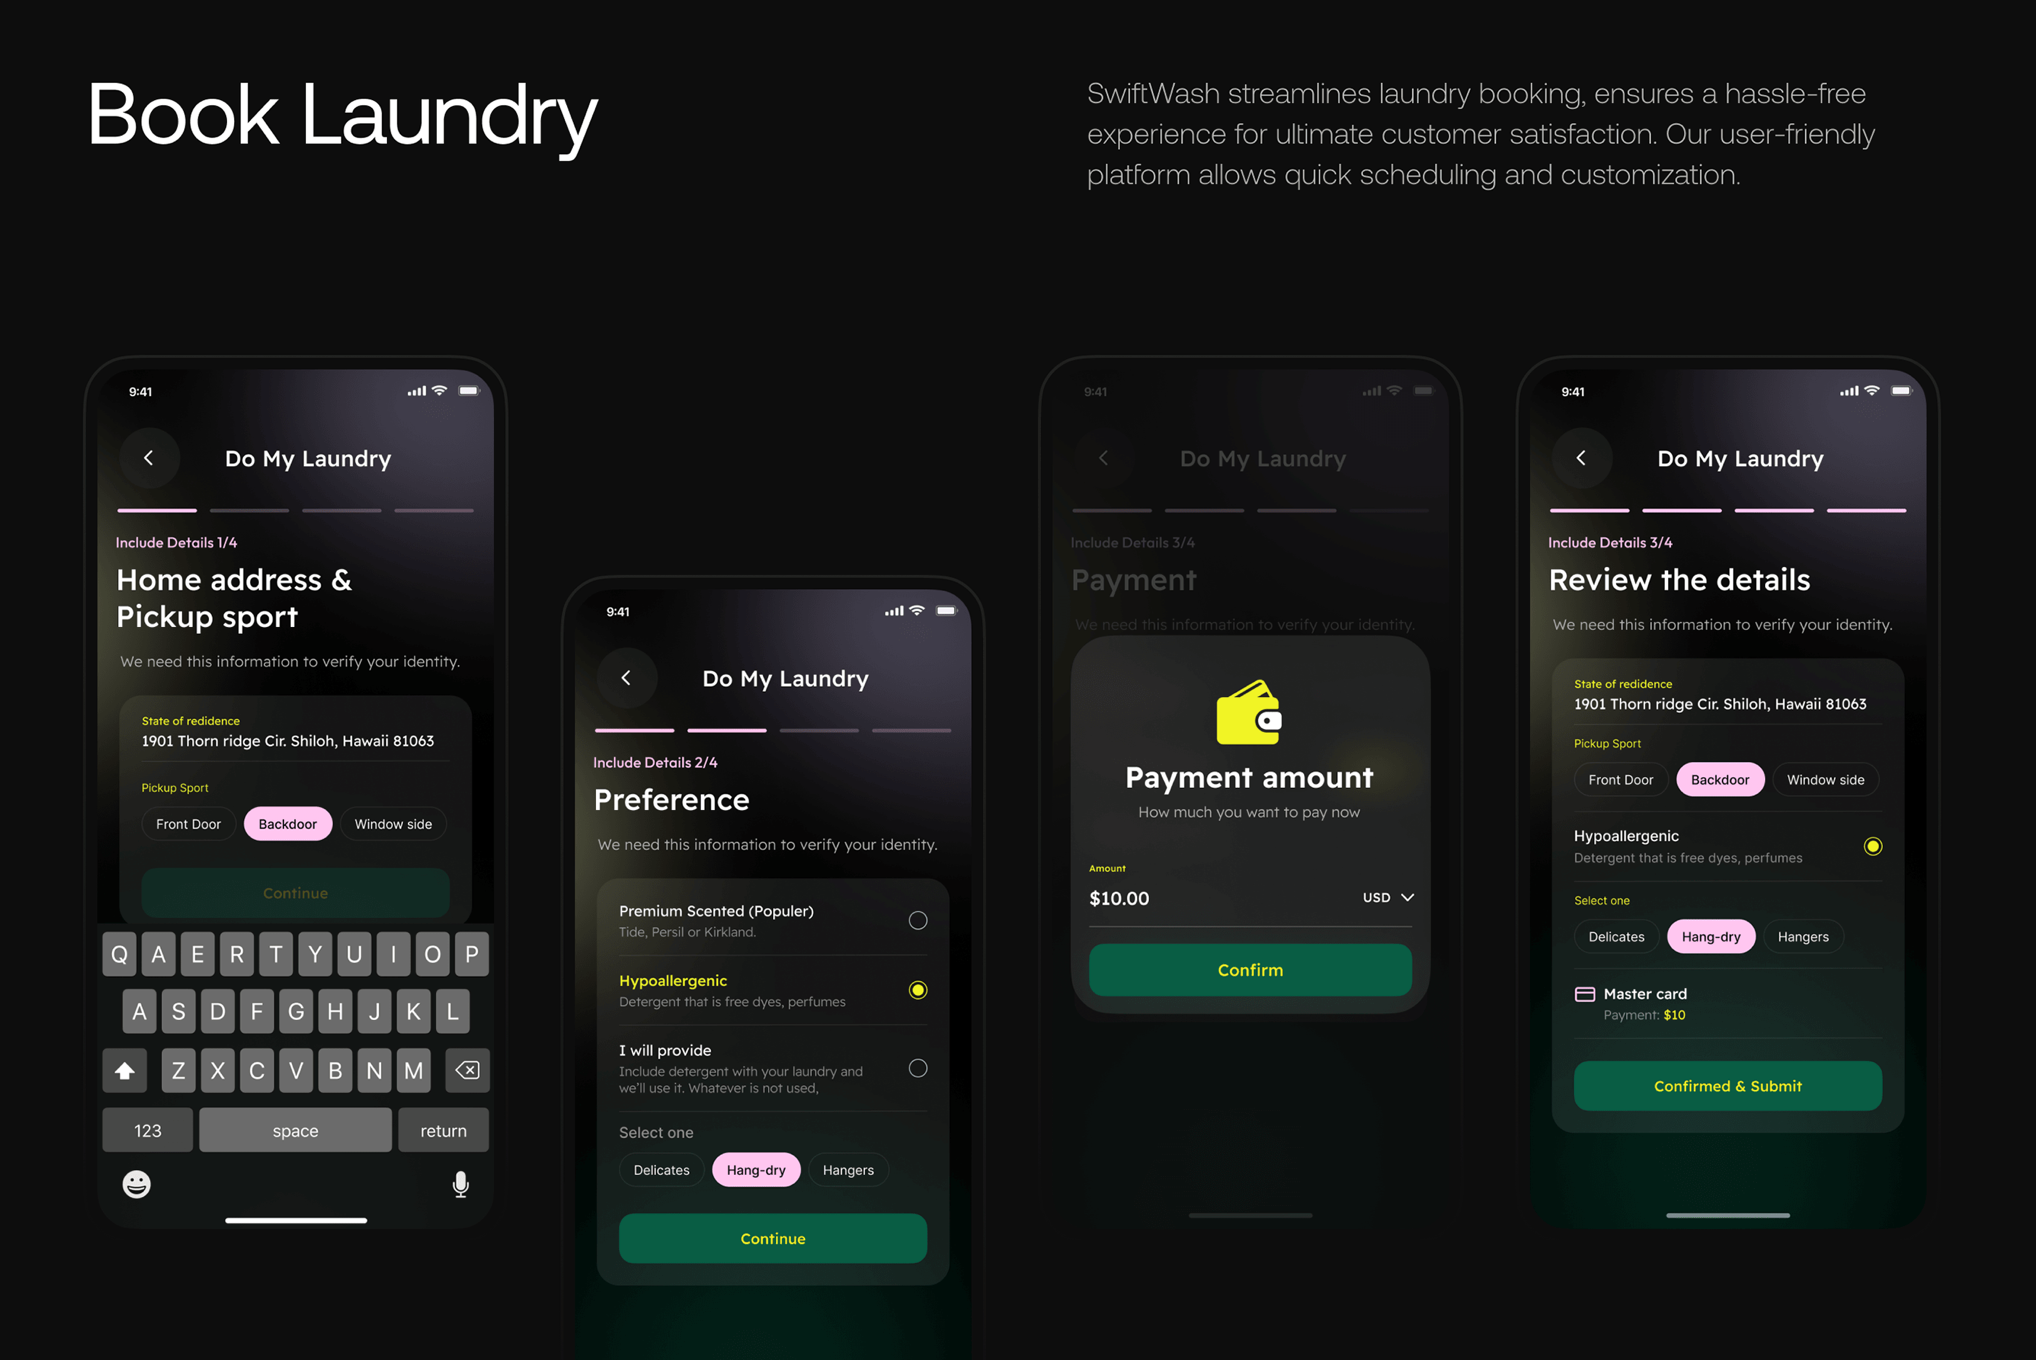 Book Laundry
SwiftWash streamlines laundry booking, ensures a hassle-free
experience for ultimate customer satisfaction. Our user-friendly
platform allows quick scheduling and customization.
9:41
Do My Laundry
Include Details 1/4
Home address &
Pickup sport
We need this information to verify your identity.
State of redidence
1901 Thorn ridge Cir. Shiloh, Hawaii 81063
Pickup Sport
Front Door Backdoor Window side
Continue
Q A E R T Y U I O P
A S D F G H J K L
Z X C V B N M
123 space return
9:41
Do My Laundry
Include Details 2/4
Preference
We need this information to verify your identity.
Premium Scented (Populer)
Tide, Persil or Kirkland.
Hypoallergenic
Detergent that is free dyes, perfumes
I will provide
Include detergent with your laundry and
we'll use it. Whatever is not used,
Select one
Delicates Hang-dry Hangers
Continue
9:41
Do My Laundry
Include Details 3/4
Payment
We need this information to verify your identity.
Payment amount
How much you want to pay now
Amount
$10.00 USD
Confirm
9:41
Do My Laundry
Include Details 3/4
Review the details
We need this information to verify your identity.
State of redidence
1901 Thorn ridge Cir. Shiloh, Hawaii 81063
Pickup Sport
Front Door Backdoor Window side
Hypoallergenic
Detergent that is free dyes, perfumes
Select one
Delicates Hang-dry Hangers
Master card
Payment: $10
Confirmed & Submit